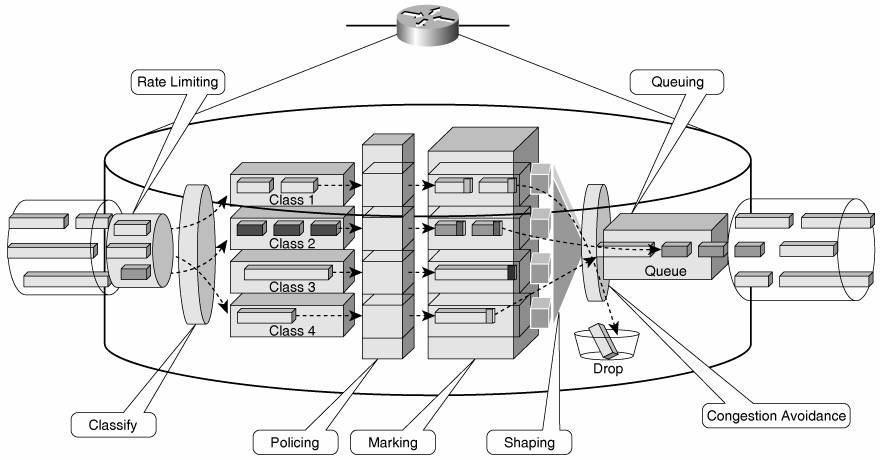 Rate Limiting
Queuing
Class 1
Class 2
Class 3
Class 4
Queue
Drop
Classify
Policing
Marking
Shaping
Congestion Avoidance